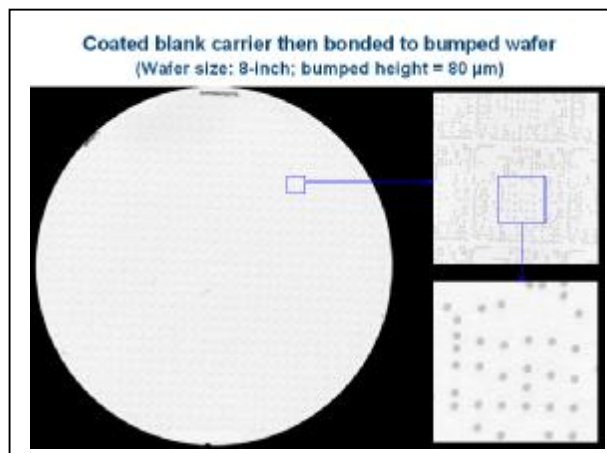 Coated blank carrier then bonded to bumped wafer
(Wafer size: 8-inch; bumped height = 80 µm)